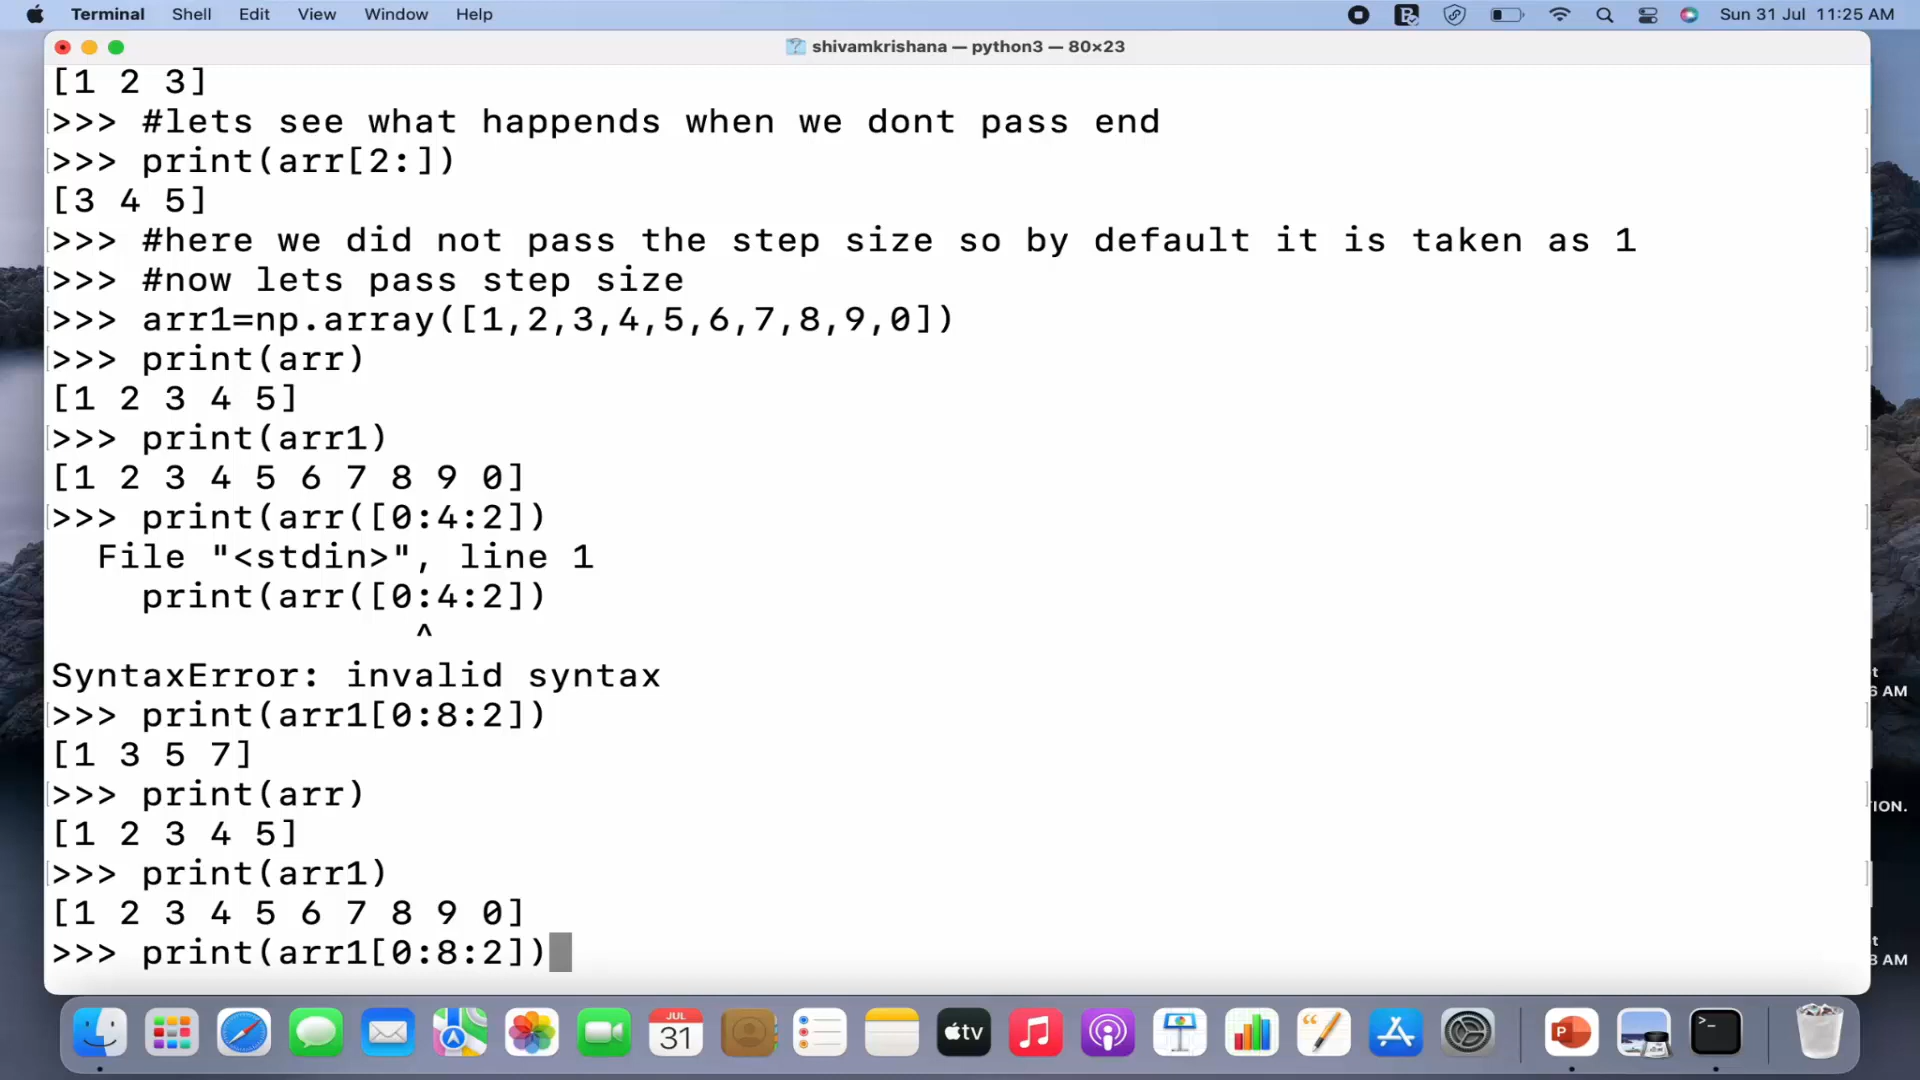 Terminal Shell Edit View Window Help Sun 31 Jul 11:25 AM
shivamkrishana — python3 — 80×23
[1 2 3]
>>> #lets see what happends when we dont pass end
>>> print(arr[2:])
[3 4 5]
>>> #here we did not pass the step size so by default it is taken as 1
>>> #now lets pass step size
>>> arr1=np.array([1,2,3,4,5,6,7,8,9,0])
>>> print(arr)
[1 2 3 4 5]
>>> print(arr1)
[1 2 3 4 5 6 7 8 9 0]
>>> print(arr([0:4:2])
  File "<stdin>", line 1
    print(arr([0:4:2])
                ^
SyntaxError: invalid syntax
>>> print(arr1[0:8:2])
[1 3 5 7]
>>> print(arr)
[1 2 3 4 5]
>>> print(arr1)
[1 2 3 4 5 6 7 8 9 0]
>>> print(arr1[0:8:2])
JUL
31
tv